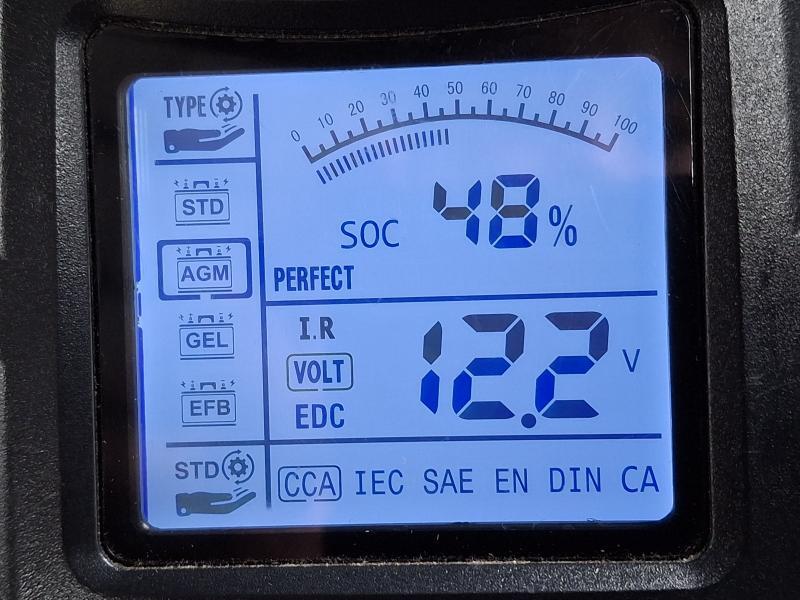 TYPE
0 10 20 30 40 50 60 70 80 90 100
STD
SOC 48%
AGM
PERFECT
GEL
I.R
VOLT
12.2 V
EFB
EDC
STD
CCA IEC SAE EN DIN CA